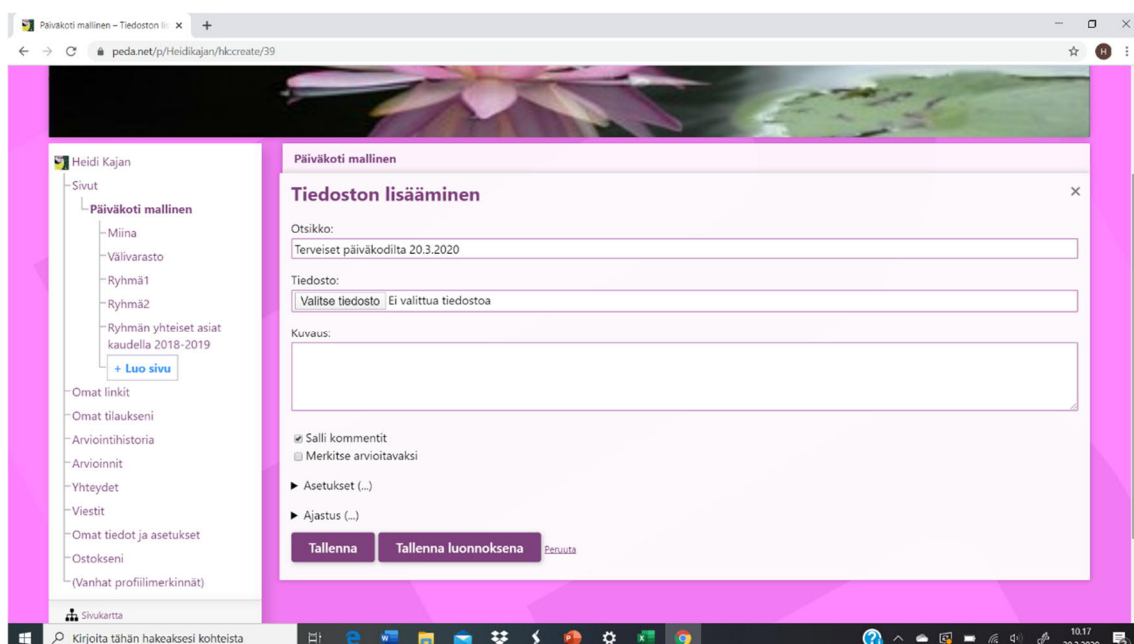 Päiväkoti mallinen – Tiedoston li
peda.net/p/Heidikajan/hk:create/39
H
Heidi Kajan
Sivut
Päiväkoti mallinen
Miina
Välivarasto
Ryhmä1
Ryhmä2
Ryhmän yhteiset asiat
kaudella 2018-2019
+ Luo sivu
Omat linkit
Omat tilaukseni
Arviointihistoria
Arvioinnit
Yhteydet
Viestit
Omat tiedot ja asetukset
Ostokseni
(Vanhat profiilimerkinnät)
Sivukartta
Päiväkoti mallinen
Tiedoston lisääminen
Otsikko:
Terveiset päiväkodilta 20.3.2020
Tiedosto:
Valitse tiedosto Ei valittua tiedostoa
Kuvaus:
Salli kommentit
Merkitse arvioitavaksi
Asetukset (...)
Ajastus (...)
Tallenna Tallenna luonnoksena Peruuta
Kirjoita tähän hakeaksesi kohteista
10.17